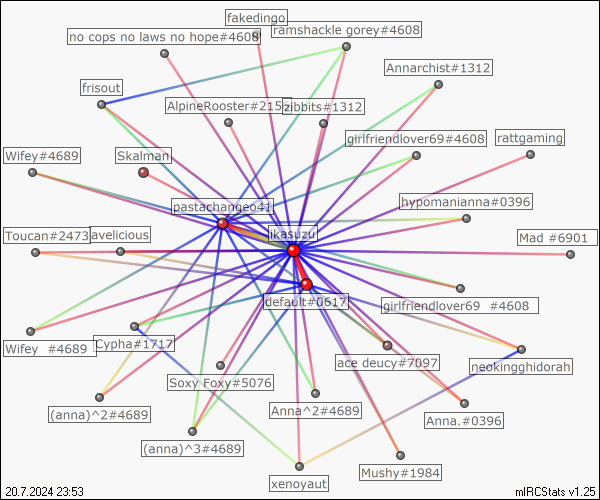 fakedingo
no cops no laws no hope#4608
ramshackle gorey#4608
Annarchist#1312
frisout
AlpineRooster#2152
zibbits#1312
girlfriendlover69#4608
rattgaming
Wifey#4689
Skalman
pastachangeo41
hypomanianna#0396
Toucan#2473
avelicious
ikasuzu
Mad #6901
default#0617
girlfriendlover69 #4608
Wifey #4689
Cypha#1717
ace deucy#7097
neokingghidorah
Soxy Foxy#5076
(anna)^2#4689
Anna^2#4689
Anna.#0396
(anna)^3#4689
Mushy#1984
xenoyaut
20.7.2024 23:53
mIRCStats v1.25